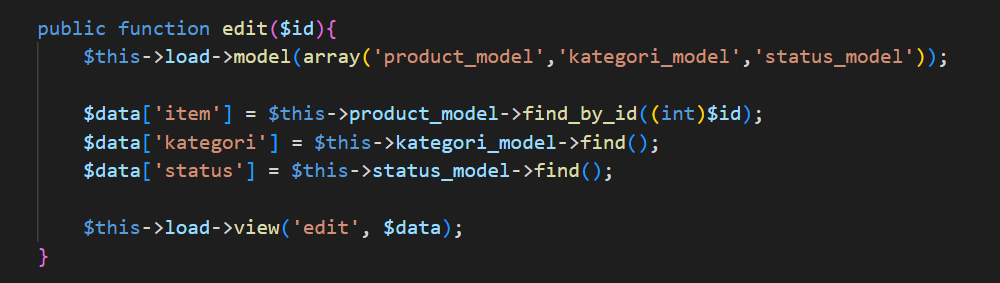 public function edit($id){
    $this->load->model(array('product_model','kategori_model','status_model'));

    $data['item'] = $this->product_model->find_by_id((int)$id);
    $data['kategori'] = $this->kategori_model->find();
    $data['status'] = $this->status_model->find();

    $this->load->view('edit', $data);
}